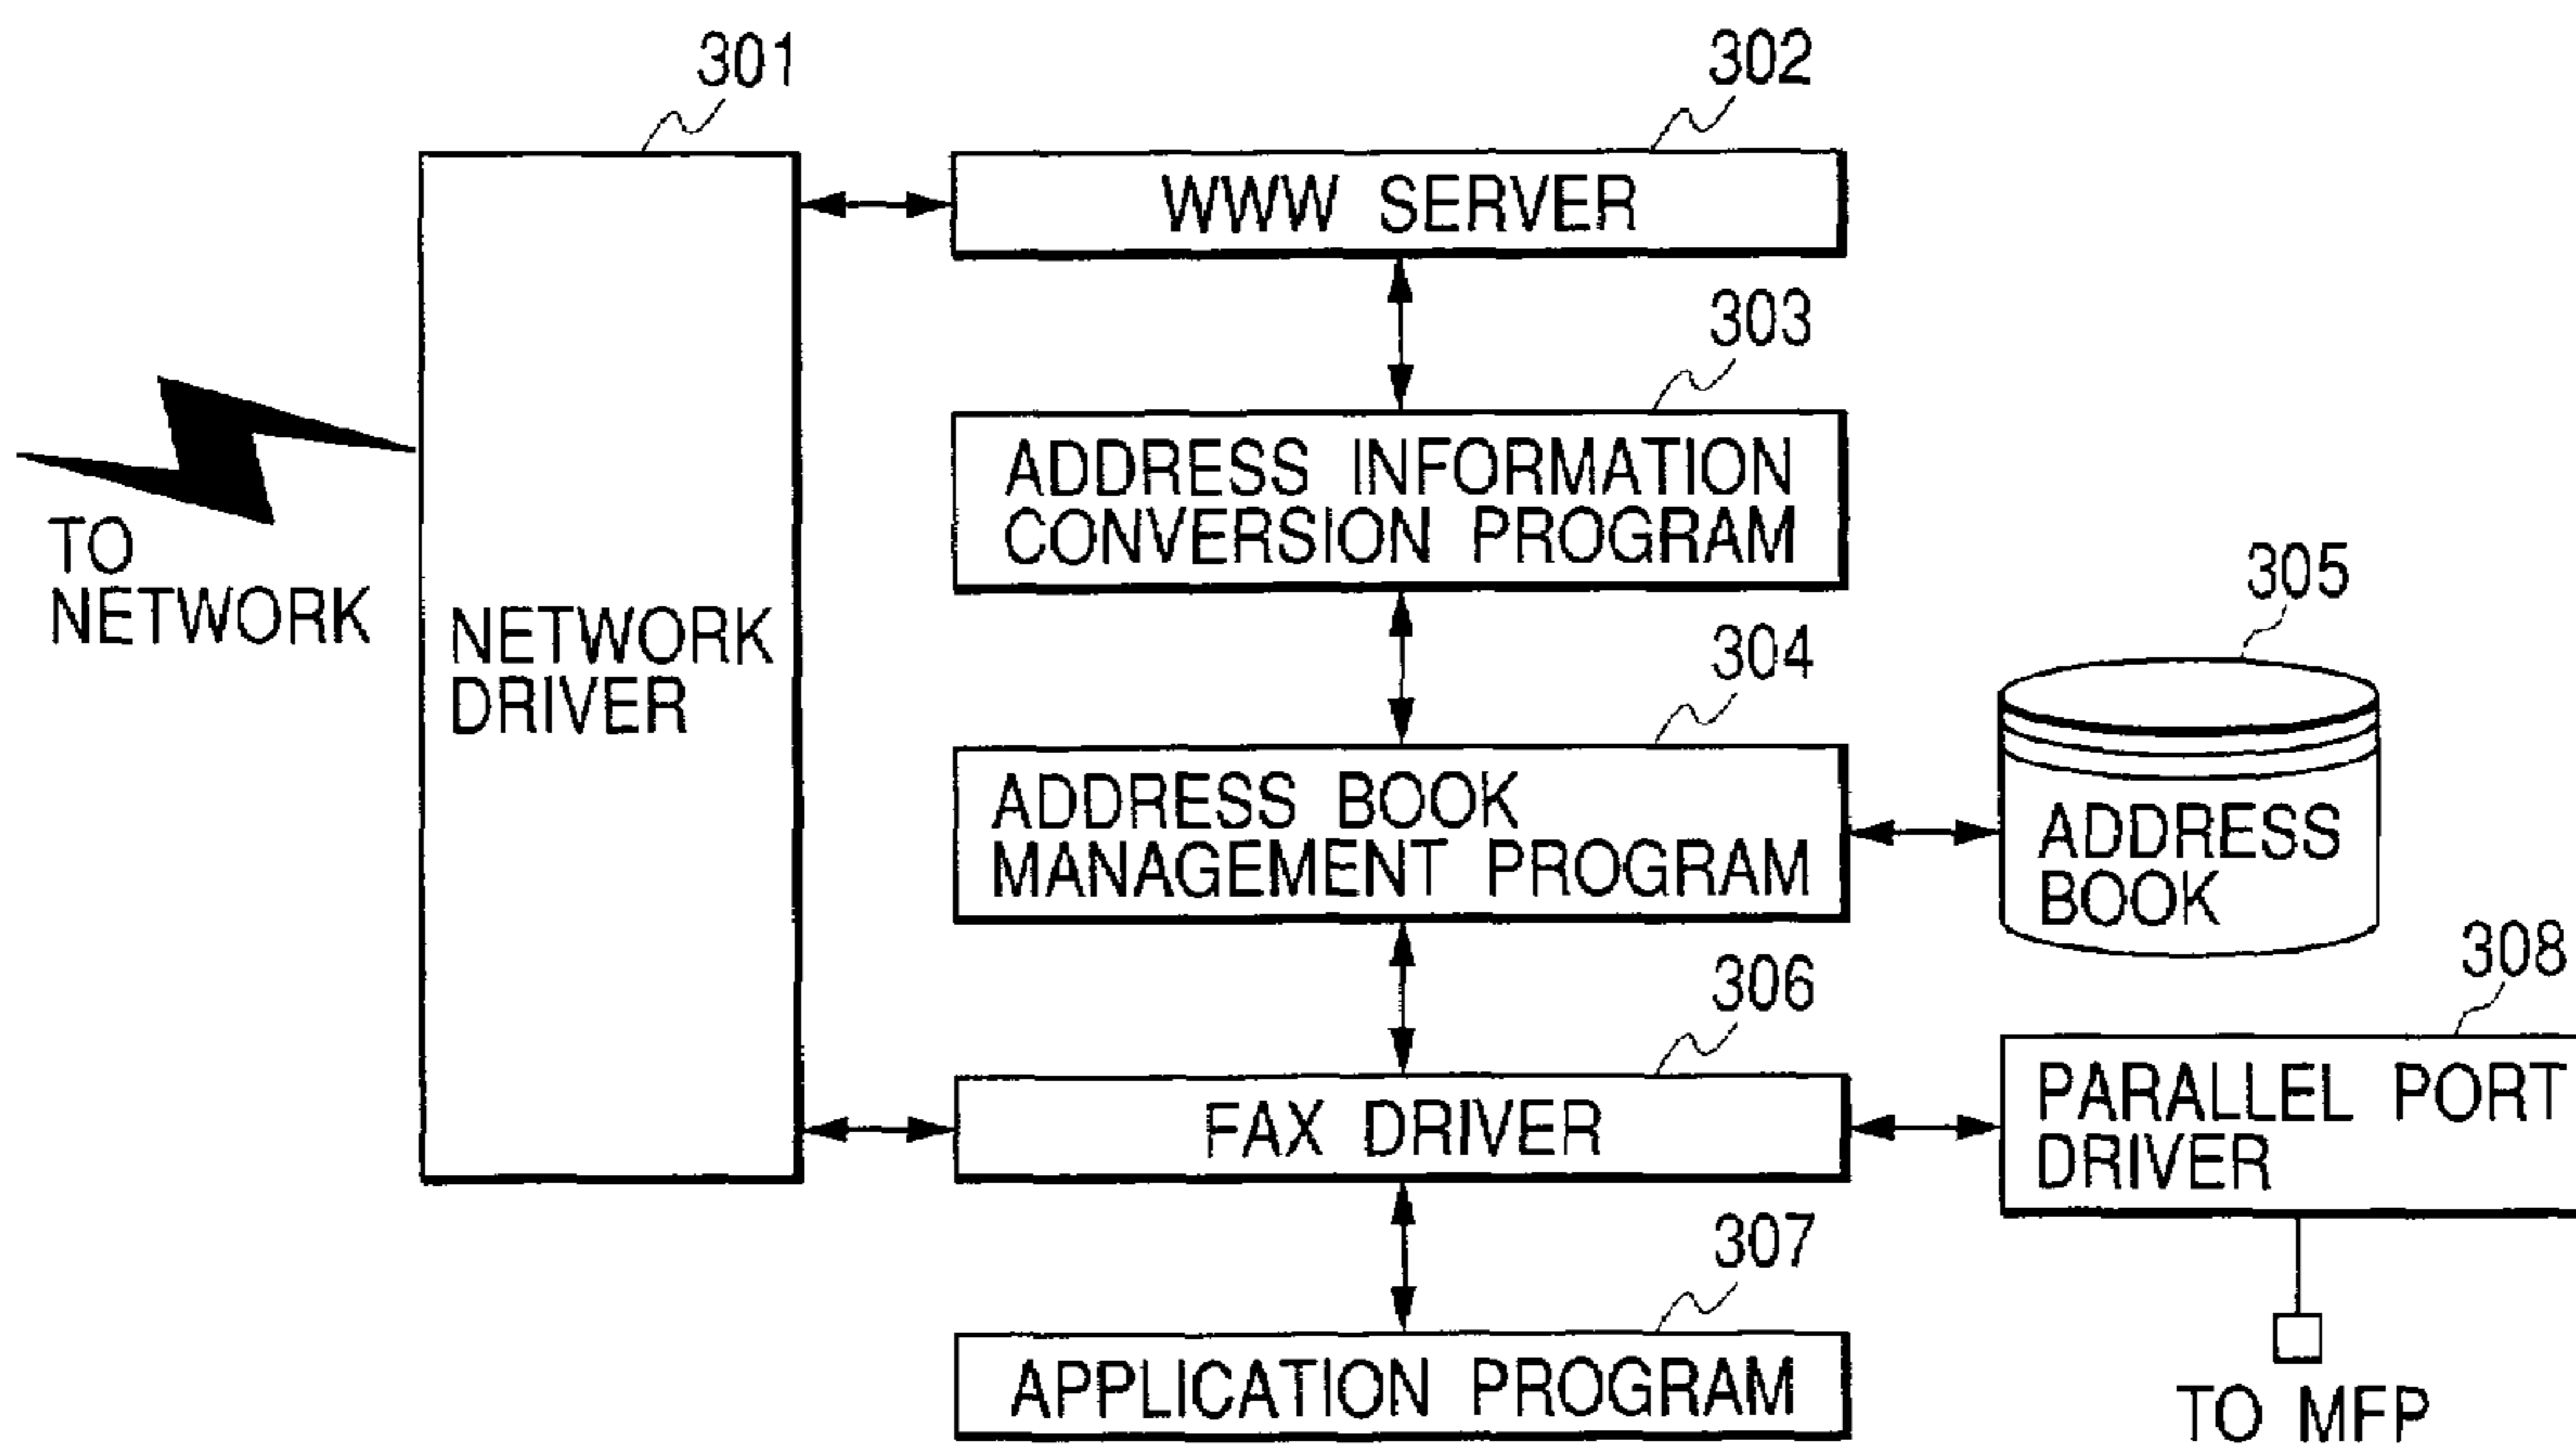 301
302
WWW SERVER
303
ADDRESS INFORMATION
CONVERSION PROGRAM
TO
NETWORK
NETWORK
DRIVER
304
305
ADDRESS BOOK
MANAGEMENT PROGRAM
ADDRESS
BOOK
306
308
FAX DRIVER
PARALLEL PORT
DRIVER
307
APPLICATION PROGRAM
TO MFP